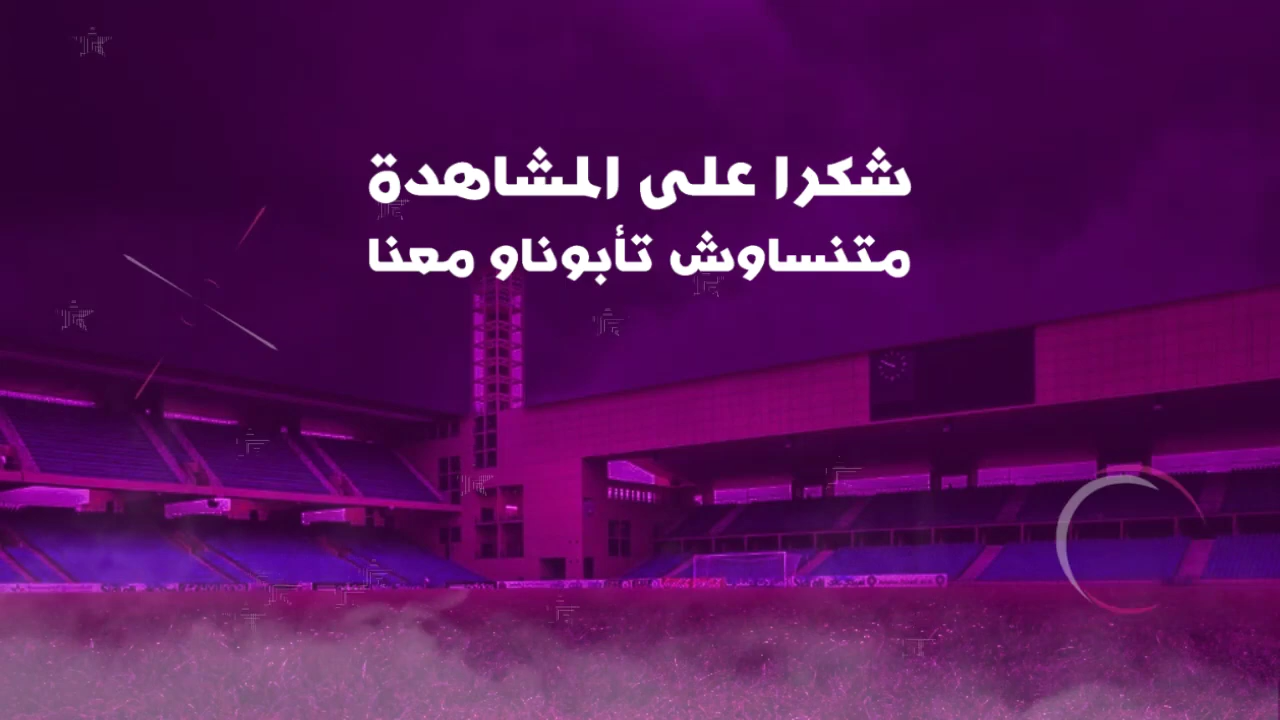 شكرا على المشاهدة
متنساوش تأبوناو معنا